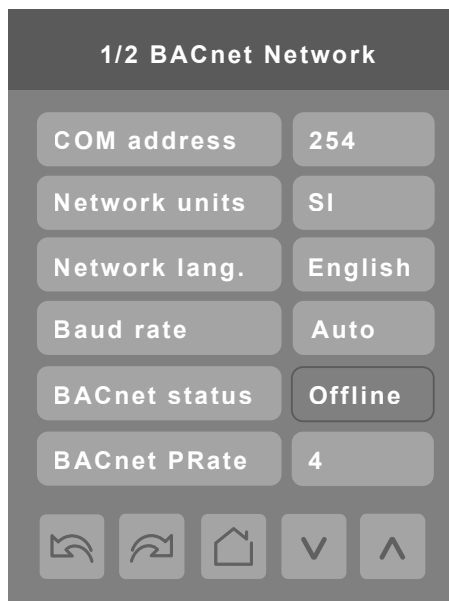 1/2 BACnet Network
COM address 254
Network units SI
Network lang. English
Baud rate Auto
BACnet status Offline
BACnet PRate 4